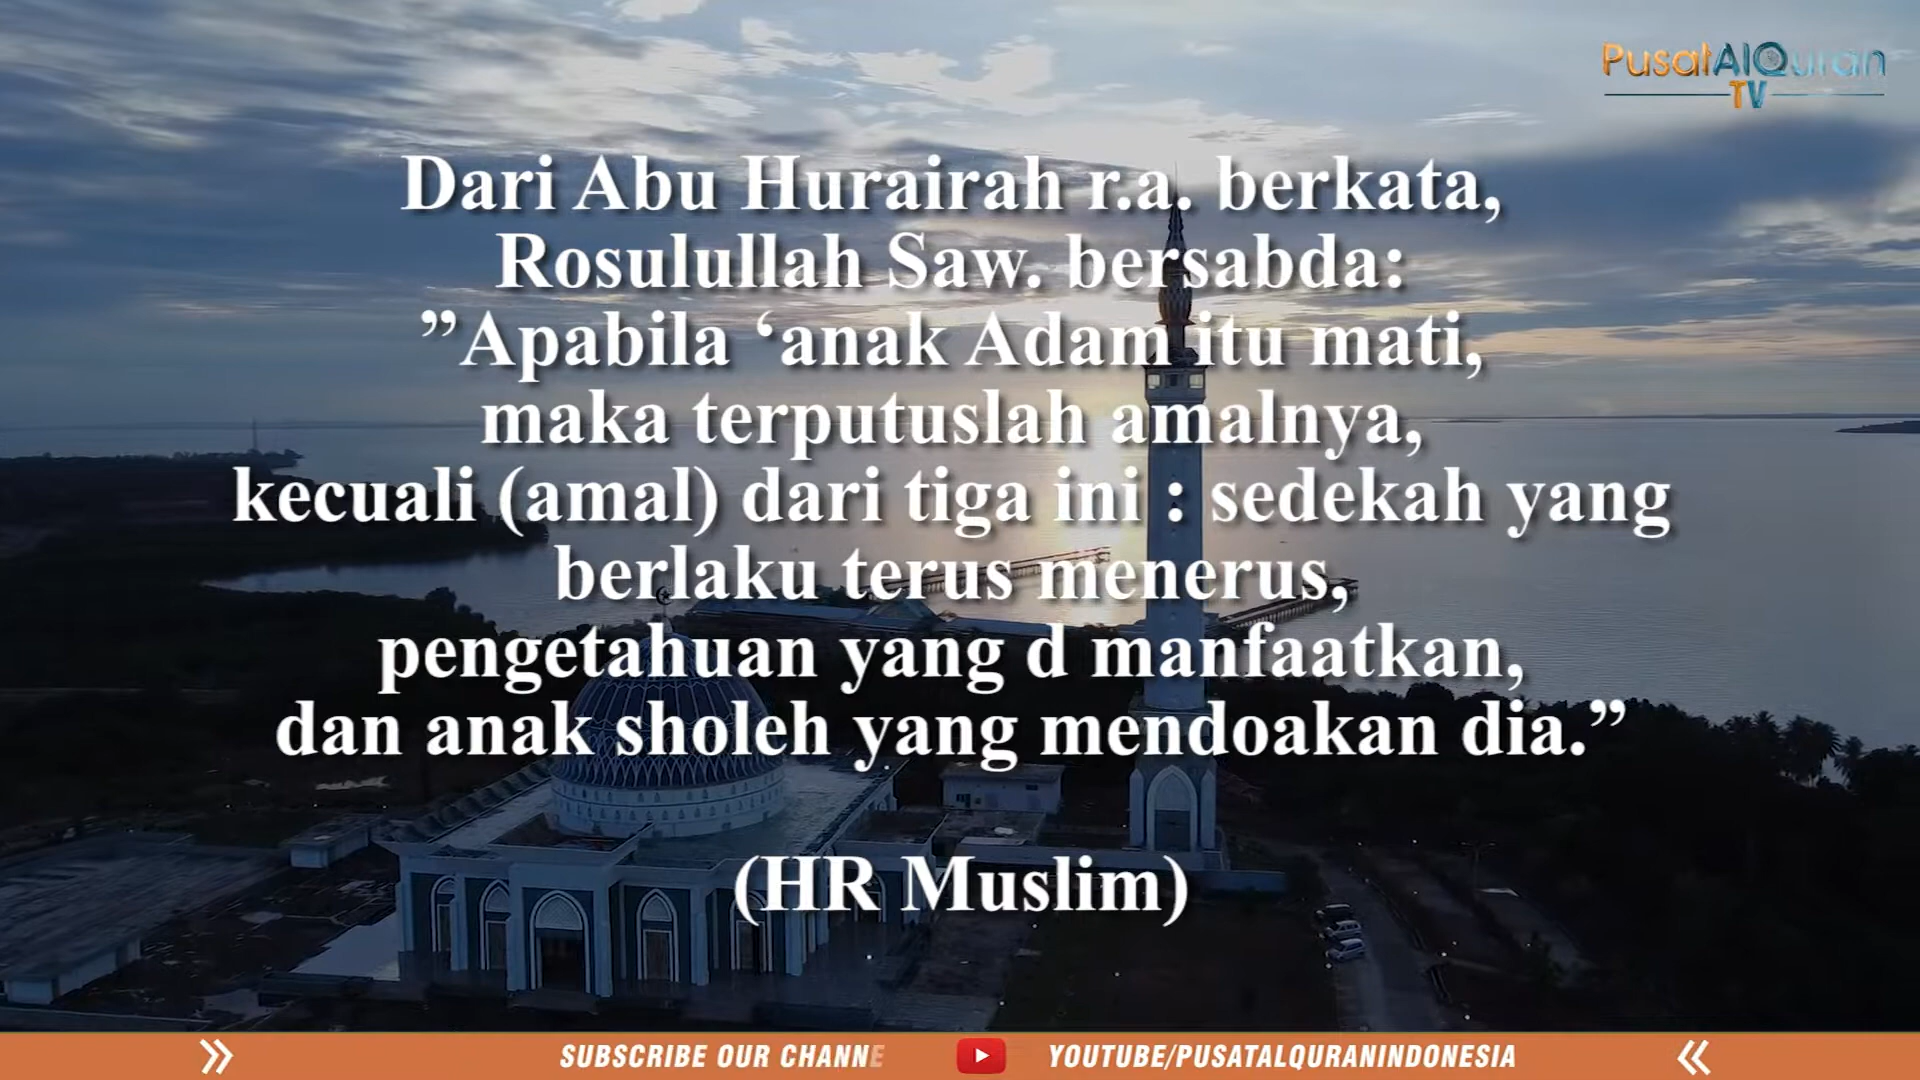 PusatAlQuran
TV
Dari Abu Hurairah r.a. berkata,
Rosulullah Saw. bersabda:
”Apabila ‘anak Adam itu mati,
maka terputuslah amalnya,
kecuali (amal) dari tiga ini : sedekah yang
berlaku terus menerus,
pengetahuan yang d manfaatkan,
dan anak sholeh yang mendoakan dia.”
(HR Muslim)
SUBSCRIBE OUR CHANNE
YOUTUBE/PUSATALQURANINDONESIA